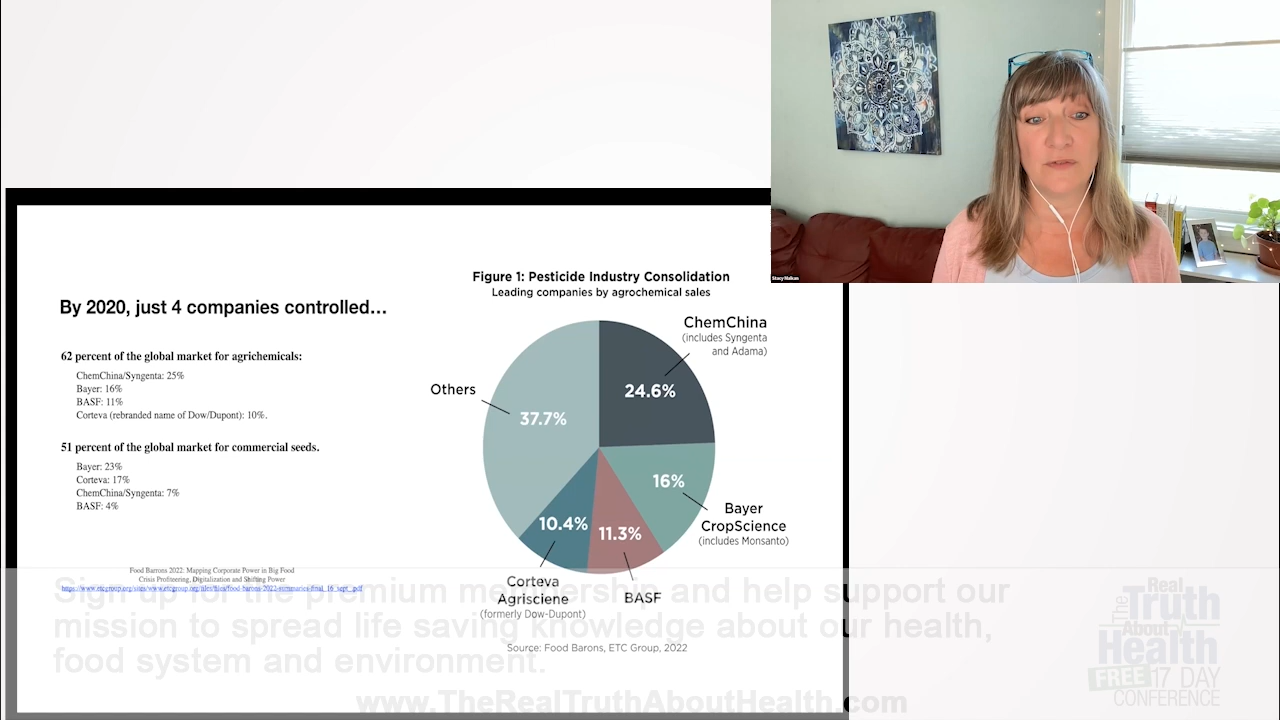 Stacy Malkan
By 2020, just 4 companies controlled…
62 percent of the global market for agrichemicals:
ChemChina/Syngenta: 25%
Bayer: 16%
BASF: 11%
Corteva (rebranded name of Dow/Dupont): 10%.
51 percent of the global market for commercial seeds.
Bayer: 23%
Corteva: 17%
ChemChina/Syngenta: 7%
BASF: 4%
Food Barrons 2022: Mapping Corporate Power in Big Food
Crisis Profiteering, Digitalization and Shifting Power
Figure 1: Pesticide Industry Consolidation
Leading companies by agrochemical sales
ChemChina
(includes Syngenta
and Adama)
24.6%
Others
37.7%
16%
Bayer
CropScience
(includes Monsanto)
10.4%
11.3%
Corteva
Agrisciene
(formerly Dow-Dupont)
BASF
Source: Food Barons, ETC Group, 2022
Sign up for the premium membership and help support our
mission to spread life saving knowledge about our health,
food system and environment.
www.TheRealTruthAboutHealth.com
The Real
Truth
About
Health
FREE 17 DAY
CONFERENCE